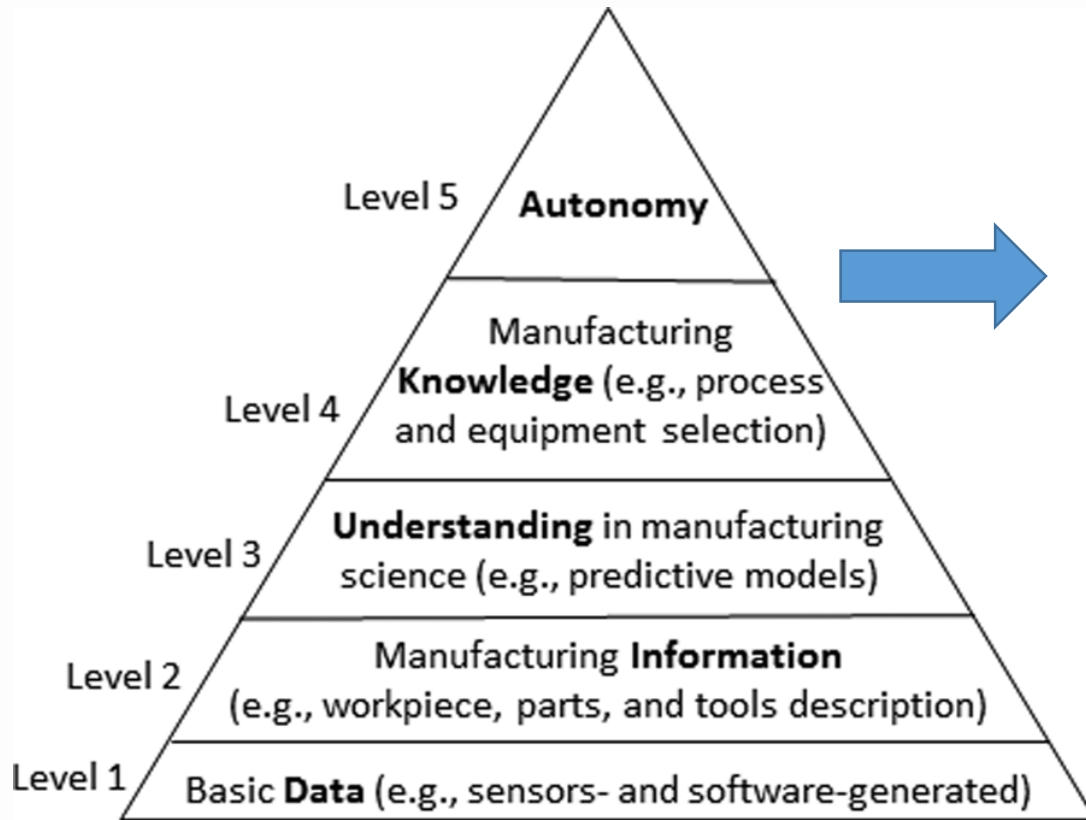 Level 5
Autonomy
Manufacturing
Knowledge (e.g., process
and equipment selection)
Level 4
Understanding in manufacturing
science (e.g., predictive models)
Level 3
Manufacturing Information
(e.g., workpiece, parts, and tools description)
Level 2
Level 1
Basic Data (e.g., sensors- and software-generated)